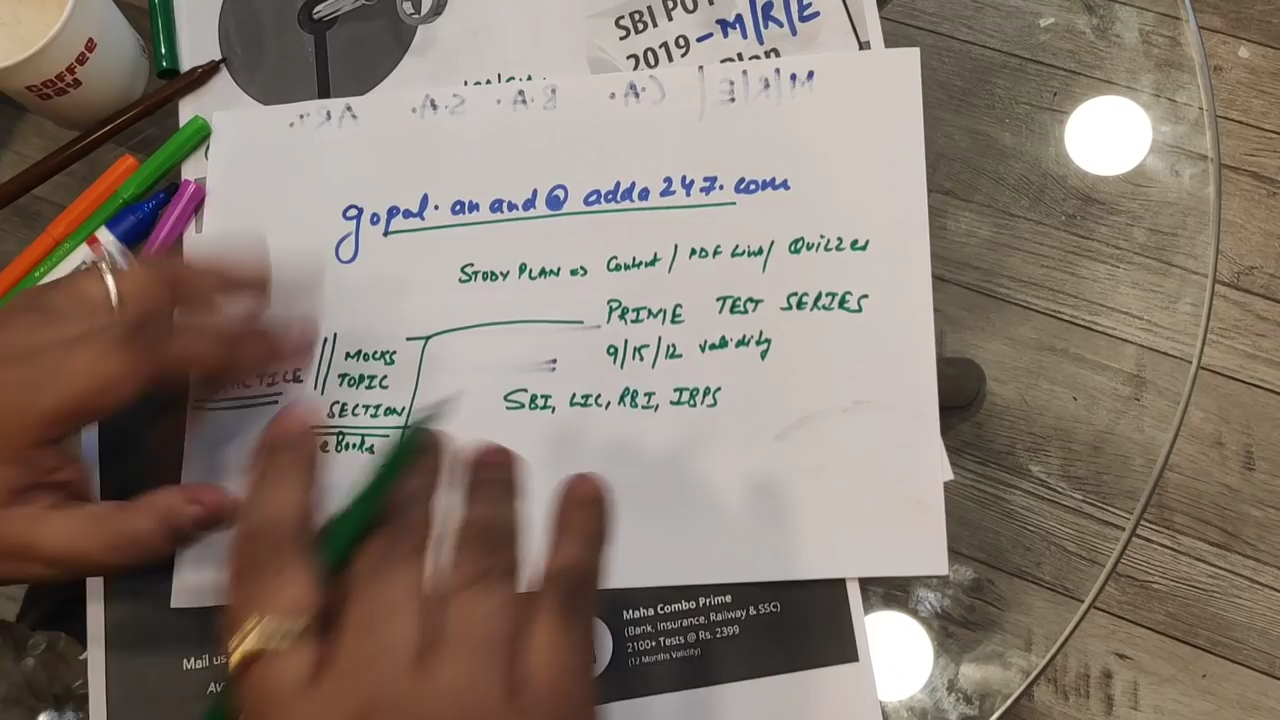 COFFEE
DAY
SBI PO
2019 - M/R/E
Plan
M/R/E/ C.A. B.A. S.A. ART.
gopal.anand@adda247.com
STUDY PLAN => Content / PDF Link/ Quizzes
PRIME TEST SERIES
9/15/12 validity
SBI, LIC, RBI, IBPS
MOCKS
TOPIC
SECTION
eBooks
Maha Combo Prime
(Bank, Insurance, Railway & SSC)
2100+ Tests @ Rs. 2399
(12 Months Validity)
Mail us